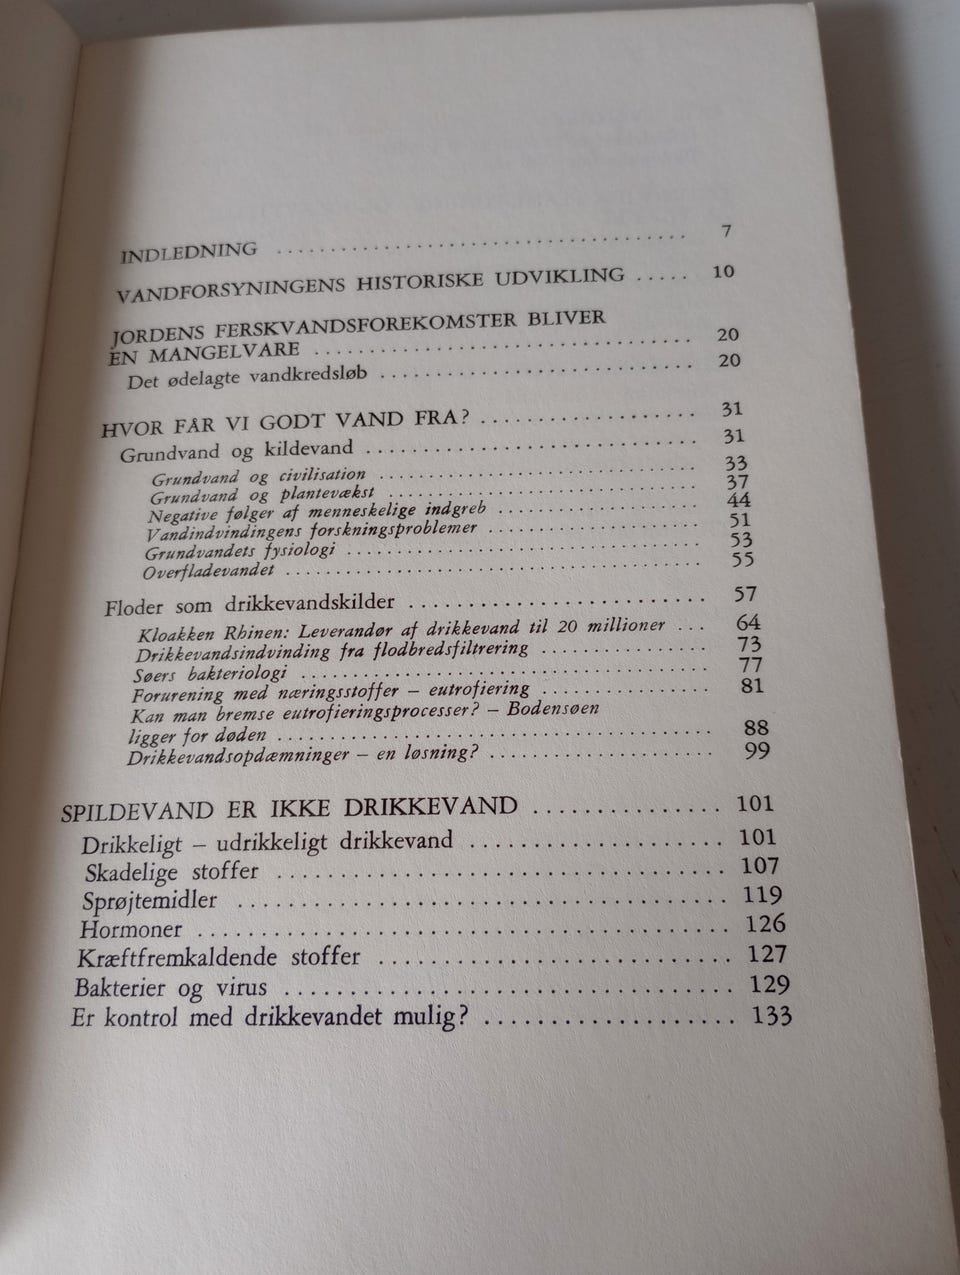 INDLEDNING ....................................... 7
VANDFORSYNINGENS HISTORISKE UDVIKLING ..... 10
JORDENS FERSKVANDSFOREKOMSTER BLIVER
EN MANGELVARE ................................... 20
Det ødelagte vandkredsløb ............................. 20
HVOR FÅR VI GODT VAND FRA? .................... 31
Grundvand og kildevand ............................... 31
Grundvand og civilisation ............................. 33
Grundvand og plantevækst ............................. 37
Negative følger af menneskelige indgreb .................. 44
Vandindvindingens forskningsproblemer .................. 51
Grundvandets fysiologi ................................ 53
Overfladevandet ..................................... 55
Floder som drikkevandskilder ........................... 57
Kloakken Rhinen: Leverandør af drikkevand til 20 millioner ... 64
Drikkevandsindvinding fra flodbredsfiltrering .............. 73
Søers bakteriologi .................................... 77
Forurening med næringsstoffer – eutrofiering ............... 81
Kan man bremse eutrofieringsprocesser? – Bodensøen
ligger for døden ...................................... 88
Drikkevandsopdæmninger – en løsning? .................... 99
SPILDEVAND ER IKKE DRIKKEVAND ............... 101
Drikkeligt – udrikkeligt drikkevand .................... 101
Skadelige stoffer .................................... 107
Sprøjtemidler ....................................... 119
Hormoner .......................................... 126
Kræftfremkaldende stoffer ............................ 127
Bakterier og virus ................................... 129
Er kontrol med drikkevandet mulig? ................... 133